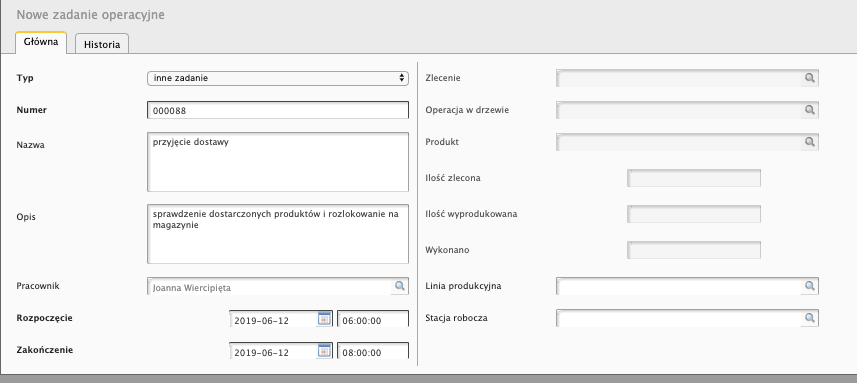 Nowe zadanie operacyjne
Główna
Historia
Typ
inne zadanie
Numer
000088
Nazwa
przyjęcie dostawy
Opis
sprawdzenie dostarczonych produktów i rozlokowanie na
magazynie
Pracownik
Joanna Wiercipięta
Rozpoczęcie
2019-06-12
06:00:00
Zakończenie
2019-06-12
08:00:00
Zlecenie
Operacja w drzewie
Produkt
Ilość zlecona
Ilość wyprodukowana
Wykonano
Linia produkcyjna
Stacja robocza